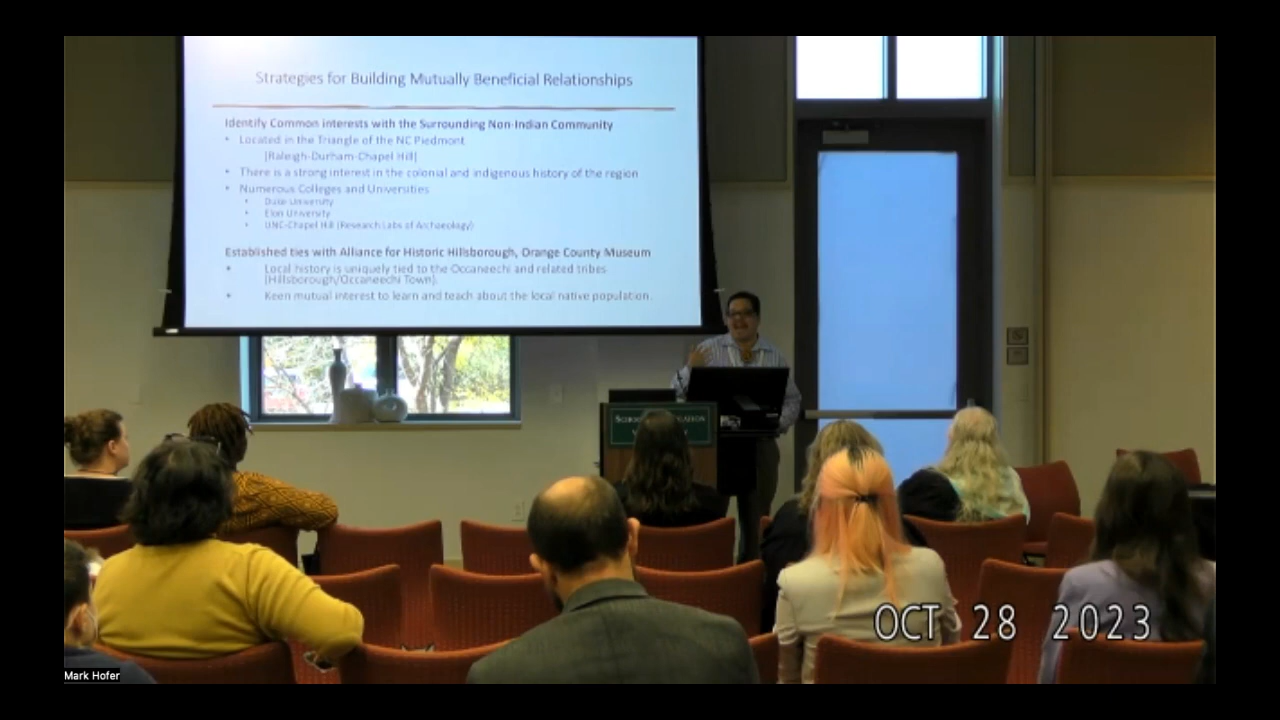 Strategies for Building Mutually Beneficial Relationships
Identify Common interests with the Surrounding Non-Indian Community
• Located in the Triangle of the NC Piedmont
[Raleigh-Durham-Chapel Hill]
• There is a strong interest in the colonial and indigenous history of the region
• Numerous Colleges and Universities
• Duke University
• Elon University
• UNC-Chapel Hill (Research Labs of Archaeology)
Established ties with Alliance for Historic Hillsborough, Orange County Museum
• Local history is uniquely tied to the Occaneechi and related tribes
[Hillsborough/Occaneechi Town].
• Keen mutual interest to learn and teach about the local native population.
School
OCT 28 2023
Mark Hofer